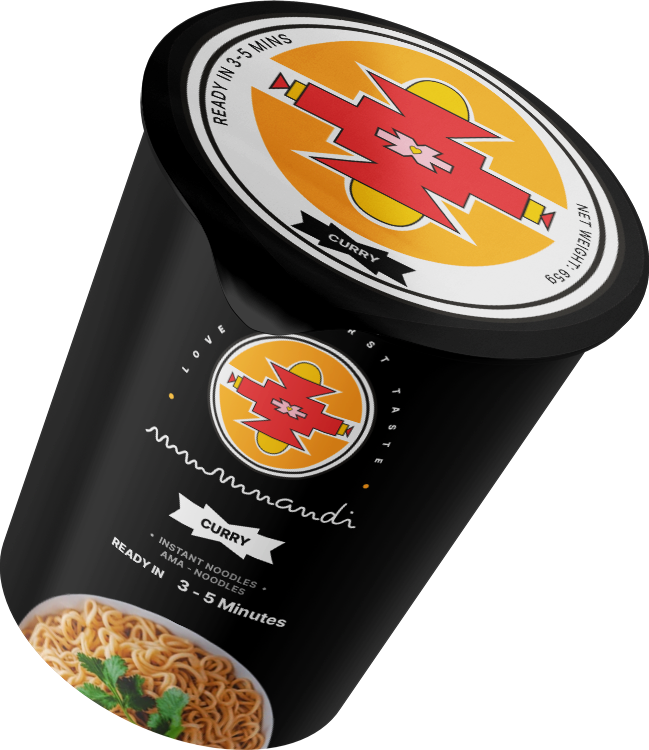 READY IN 3-5 MINS
NET WEIGHT: 65g
CURRY
LOVE
TASTE
CURRY
• INSTANT NOODLES •
AMA - NOODLES
READY IN 3 - 5 Minutes